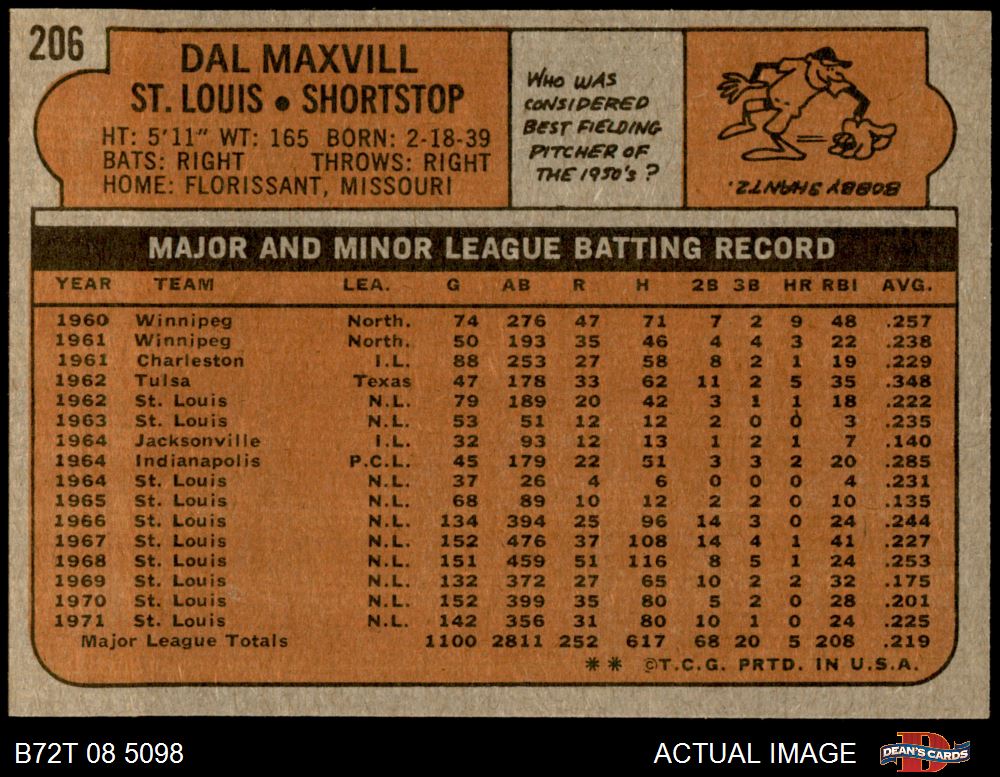 206
DAL MAXVILL
ST. LOUIS • SHORTSTOP
HT: 5'11" WT: 165 BORN: 2-18-39
BATS: RIGHT THROWS: RIGHT
HOME: FLORISSANT, MISSOURI
WHO WAS
CONSIDERED
BEST FIELDING
PITCHER OF
THE 1950's?
BOBBY SHANTZ.
MAJOR AND MINOR LEAGUE BATTING RECORD
YEAR TEAM LEA. G AB R H 2B 3B HR RBI AVG.
1960 Winnipeg North. 74 276 47 71 7 2 9 48 .257
1961 Winnipeg North. 50 193 35 46 4 4 3 22 .238
1961 Charleston I.L. 88 253 27 58 8 2 1 19 .229
1962 Tulsa Texas 47 178 33 62 11 2 5 35 .348
1962 St. Louis N.L. 79 189 20 42 3 1 1 18 .222
1963 St. Louis N.L. 53 51 12 12 2 0 0 3 .235
1964 Jacksonville I.L. 32 93 12 13 1 2 1 7 .140
1964 Indianapolis P.C.L. 45 179 22 51 3 3 2 20 .285
1964 St. Louis N.L. 37 26 4 6 0 0 0 4 .231
1965 St. Louis N.L. 68 89 10 12 2 2 0 10 .135
1966 St. Louis N.L. 134 394 25 96 14 3 0 24 .244
1967 St. Louis N.L. 152 476 37 108 14 4 1 41 .227
1968 St. Louis N.L. 151 459 51 116 8 5 1 24 .253
1969 St. Louis N.L. 132 372 27 65 10 2 2 32 .175
1970 St. Louis N.L. 152 399 35 80 5 2 0 28 .201
1971 St. Louis N.L. 142 356 31 80 10 1 0 24 .225
Major League Totals 1100 2811 252 617 68 20 5 208 .219
** ©T.C.G. PRTD. IN U.S.A.
B72T 08 5098
ACTUAL IMAGE
DEAN'S CARDS